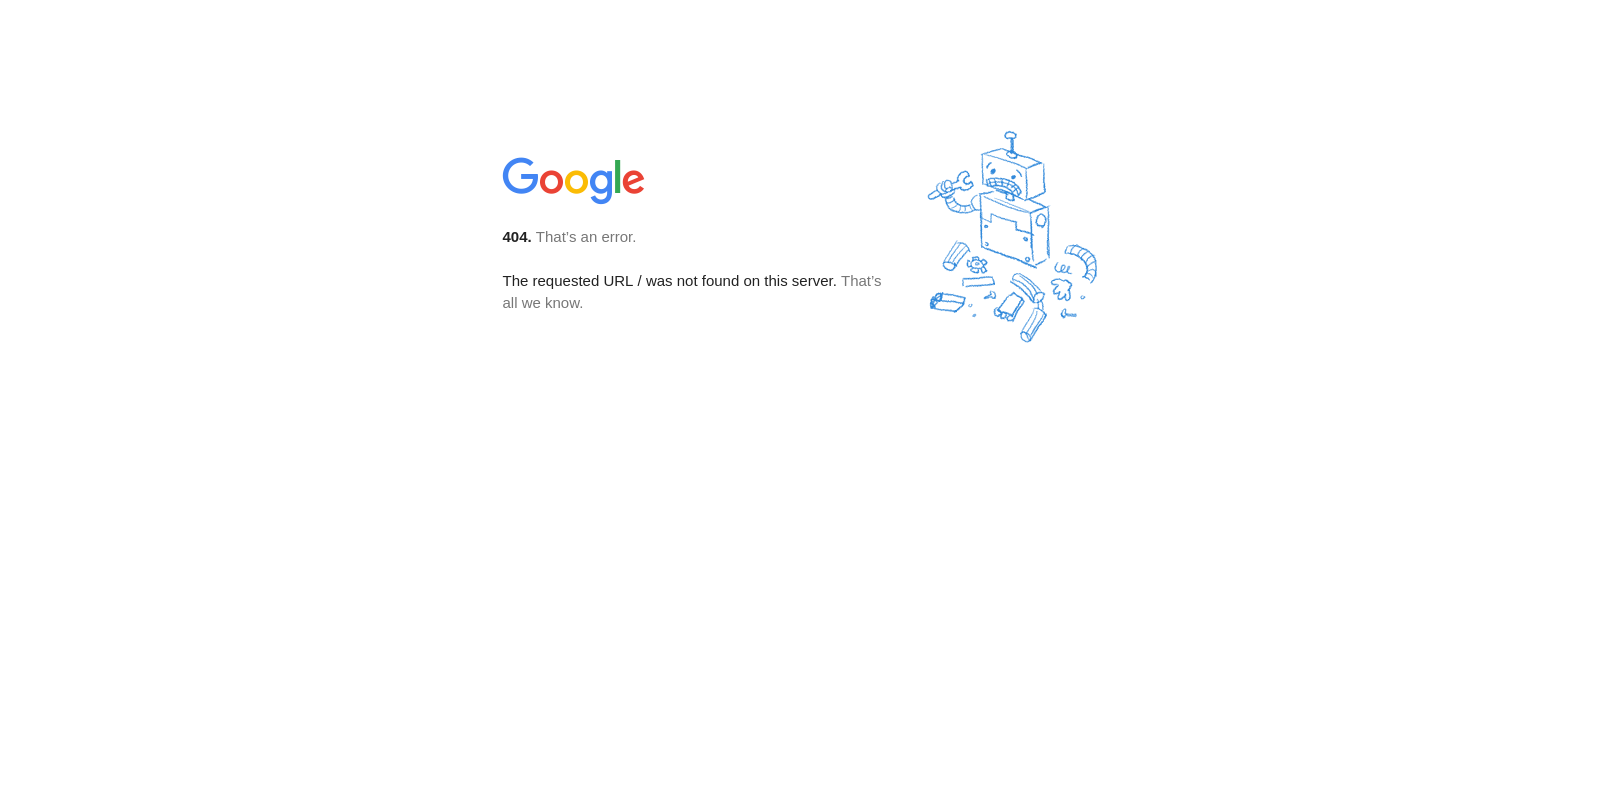 Google
404. That’s an error.
The requested URL / was not found on this server. That’s
all we know.